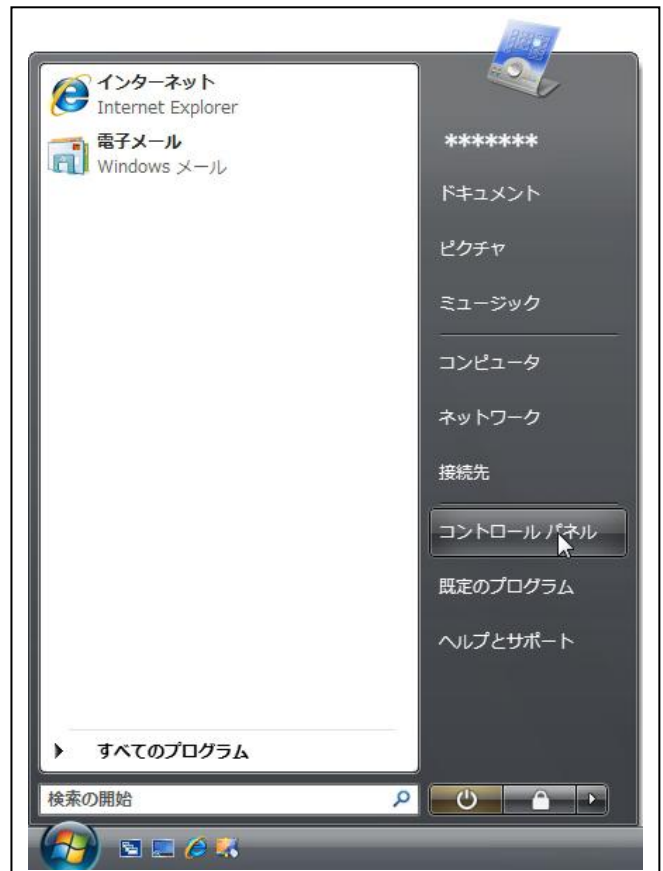 インターネット
Internet Explorer
電子メール
Windows メール
すべてのプログラム
検索の開始
*******
ドキュメント
ピクチャ
ミュージック
コンピュータ
ネットワーク
接続先
コントロール パネル
既定のプログラム
ヘルプとサポート